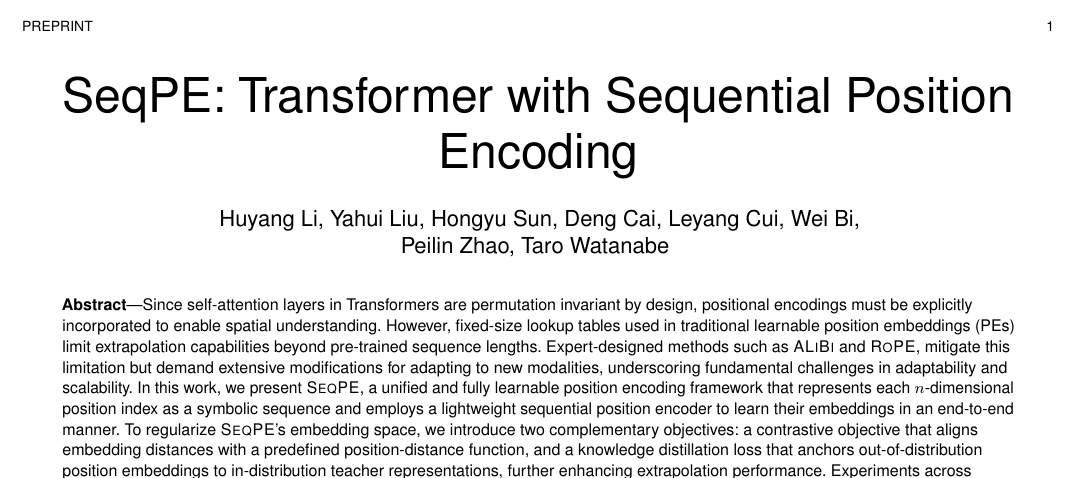 PREPRINT 1
SeqPE: Transformer with Sequential Position
Encoding
Huyang Li, Yahui Liu, Hongyu Sun, Deng Cai, Leyang Cui, Wei Bi,
Peilin Zhao, Taro Watanabe
Abstract—Since self-attention layers in Transformers are permutation invariant by design, positional encodings must be explicitly
incorporated to enable spatial understanding. However, fixed-size lookup tables used in traditional learnable position embeddings (PEs)
limit extrapolation capabilities beyond pre-trained sequence lengths. Expert-designed methods such as ALIBI and ROPE, mitigate this
limitation but demand extensive modifications for adapting to new modalities, underscoring fundamental challenges in adaptability and
scalability. In this work, we present SEQPE, a unified and fully learnable position encoding framework that represents each n-dimensional
position index as a symbolic sequence and employs a lightweight sequential position encoder to learn their embeddings in an end-to-end
manner. To regularize SEQPE's embedding space, we introduce two complementary objectives: a contrastive objective that aligns
embedding distances with a predefined position-distance function, and a knowledge distillation loss that anchors out-of-distribution
position embeddings to in-distribution teacher representations, further enhancing extrapolation performance. Experiments across